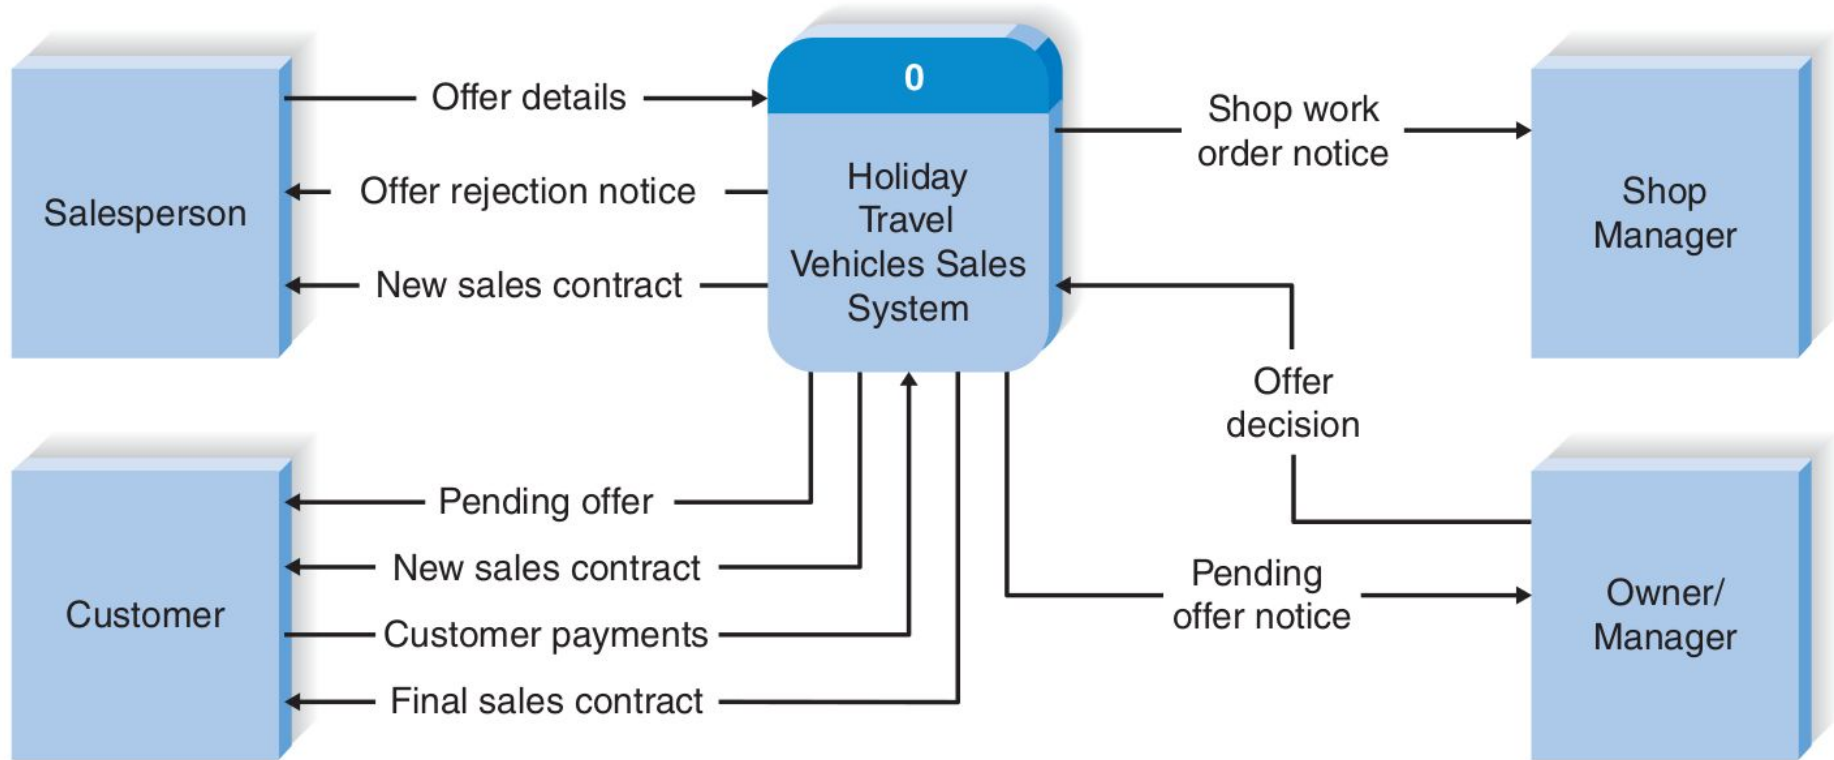 0
Holiday
Travel
Vehicles Sales
System
Salesperson
Offer details
Offer rejection notice
New sales contract
Shop work
order notice
Shop
Manager
Customer
Pending offer
New sales contract
Customer payments
Final sales contract
Offer
decision
Pending
offer notice
Owner/
Manager